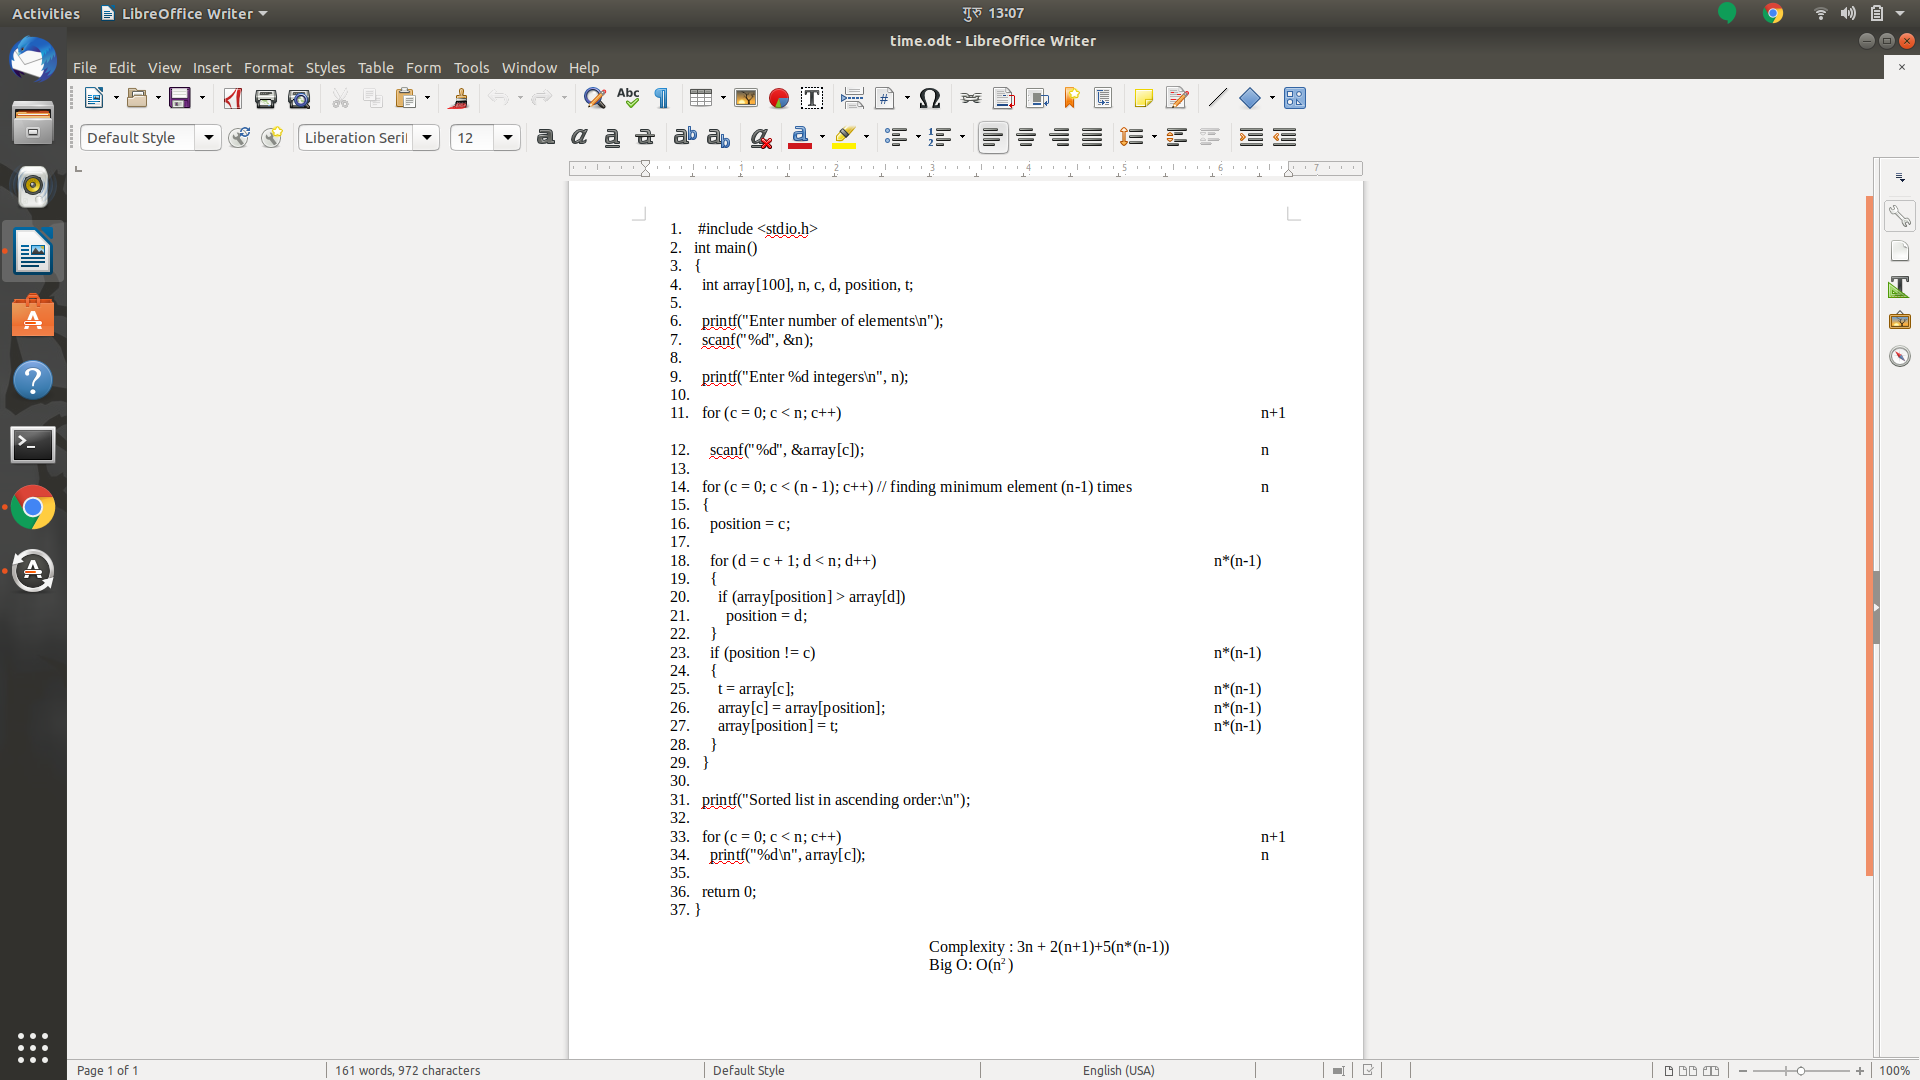 Activities LibreOffice Writer गुरु 13:07
time.odt - LibreOffice Writer
File Edit View Insert Format Styles Table Form Tools Window Help
Default Style Liberation Seri 12
1 2 3 4 5 6 7
1. #include <stdio.h>
2. int main()
3. {
4. int array[100], n, c, d, position, t;
5.
6. printf("Enter number of elements\n");
7. scanf("%d", &n);
8.
9. printf("Enter %d integers\n", n);
10.
11. for (c = 0; c < n; c++) n+1
12. scanf("%d", &array[c]); n
13.
14. for (c = 0; c < (n - 1); c++) // finding minimum element (n-1) times n
15. {
16. position = c;
17.
18. for (d = c + 1; d < n; d++) n*(n-1)
19. {
20. if (array[position] > array[d])
21. position = d;
22. }
23. if (position != c) n*(n-1)
24. {
25. t = array[c]; n*(n-1)
26. array[c] = array[position]; n*(n-1)
27. array[position] = t; n*(n-1)
28. }
29. }
30.
31. printf("Sorted list in ascending order:\n");
32.
33. for (c = 0; c < n; c++) n+1
34. printf("%d\n", array[c]); n
35.
36. return 0;
37. }
Complexity : 3n + 2(n+1)+5(n*(n-1))
Big O: O(n² )
Page 1 of 1 161 words, 972 characters Default Style English (USA) 100%